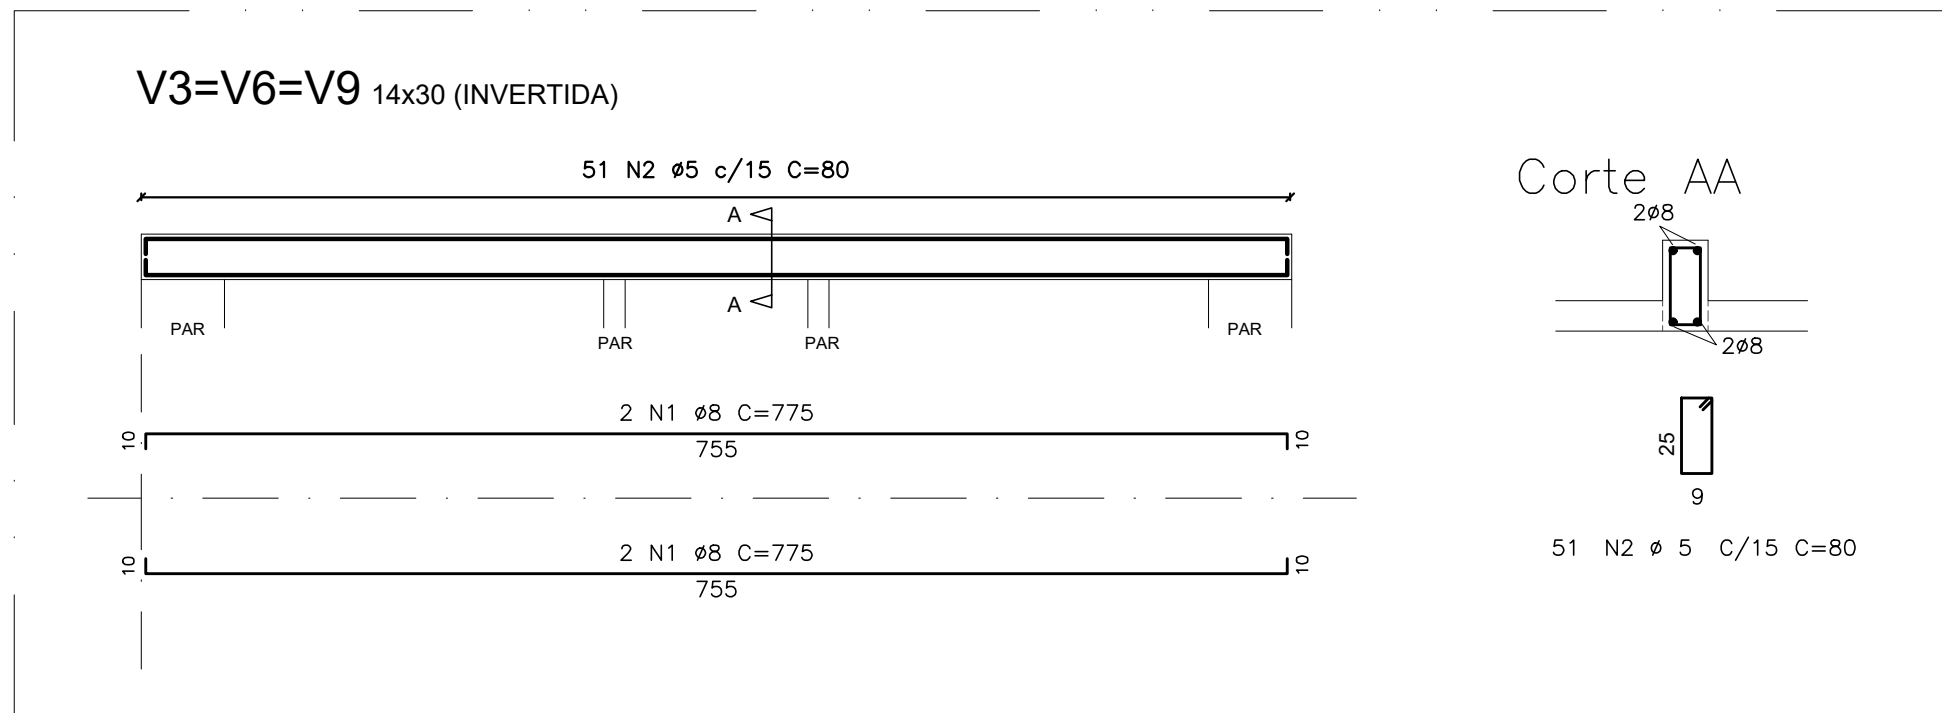 V3=V6=V9 14x30 (INVERTIDA)
51 N2 ø5 c/15 C=80
A
A
PAR
PAR
PAR
PAR
2 N1 ø8 C=775
10
755
10
2 N1 ø8 C=775
10
755
10
Corte AA
2ø8
2ø8
25
9
51 N2 ø 5 C/15 C=80